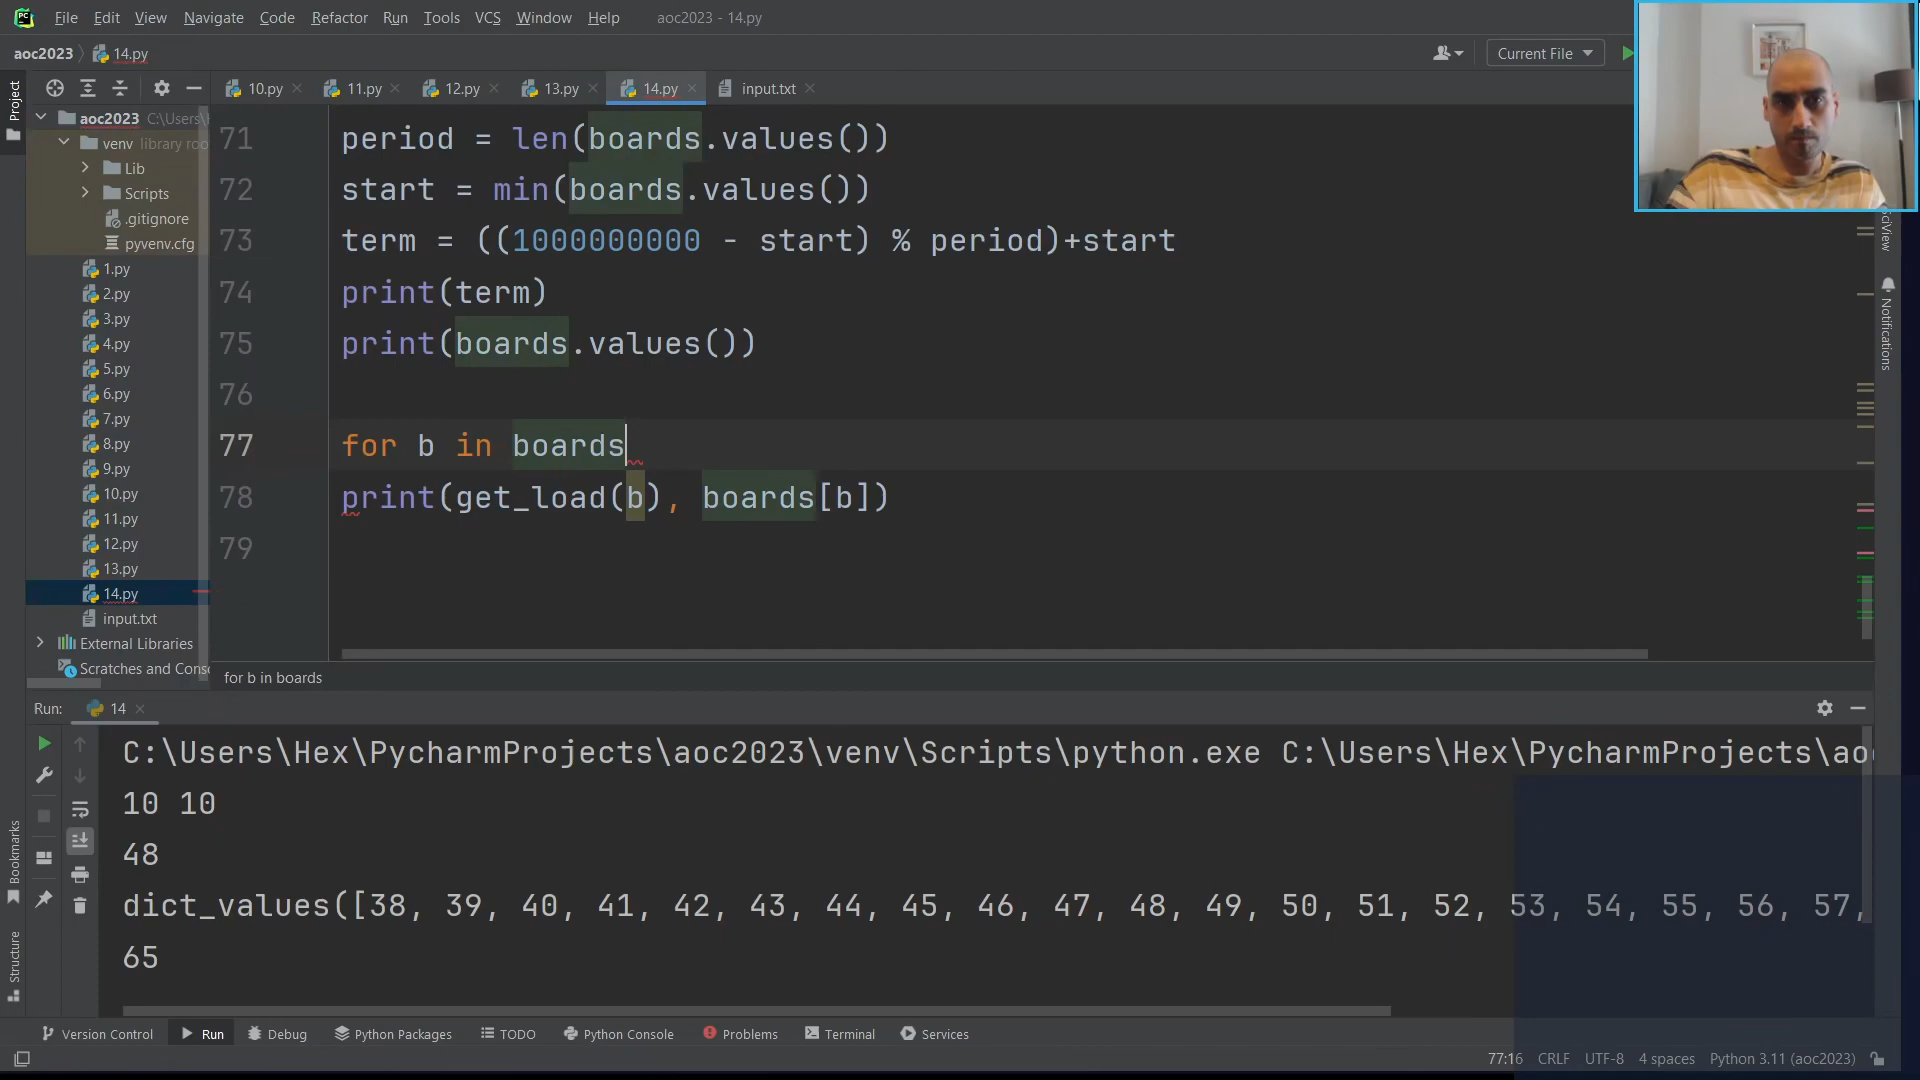 File Edit View Navigate Code Refactor Run Tools VCS Window Help aoc2023 - 14.py
aoc2023 14.py Current File
Project 10.py 11.py 12.py 13.py 14.py input.txt
aoc2023 C:\Users\
venv library roo
Lib
Scripts
.gitignore
pyvenv.cfg
1.py
2.py
3.py
4.py
5.py
6.py
7.py
8.py
9.py
10.py
11.py
12.py
13.py
14.py
input.txt
External Libraries
Scratches and Conso
71 period = len(boards.values())
72 start = min(boards.values())
73 term = ((1000000000 - start) % period)+start
74 print(term)
75 print(boards.values())
76
77 for b in boards
78 print(get_load(b), boards[b])
79
for b in boards
SciView
Notifications
Run: 14
C:\Users\Hex\PycharmProjects\aoc2023\venv\Scripts\python.exe C:\Users\Hex\PycharmProjects\ao
10 10
48
dict_values([38, 39, 40, 41, 42, 43, 44, 45, 46, 47, 48, 49, 50, 51, 52, 53, 54, 55, 56, 57,
65
Bookmarks
Structure
Version Control Run Debug Python Packages TODO Python Console Problems Terminal Services
77:16 CRLF UTF-8 4 spaces Python 3.11 (aoc2023)